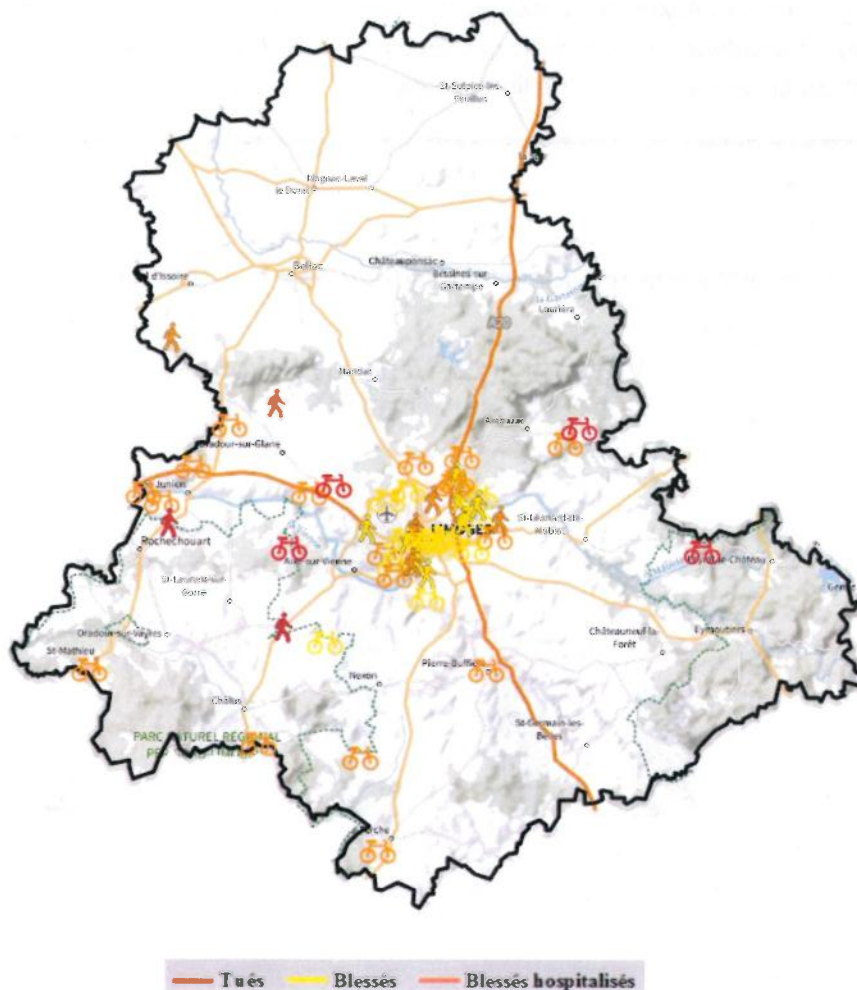 St-Sulpice-les-
Feuilles
Magnac-Laval
le Dorat
Bellac
Châteauponsac
Bessines-sur
Gartempe
d'Issoire
Laurière
A20
Nantiat
Ambazac
Oradour-sur-Glane
Junien
LIMOGES
St-Léonard-de-
Noblat
Rochechouart
Aixe-sur-Vienne
St-Laurent-sur-
Gorre
Oradour-sur-Vayres
St-Mathieu
Châteauneuf-la-
Forêt
Eymoutiers
Pierre-Buffière
Nexon
Châlus
St-Germain-les-
Belles
PARC NATUREL RÉGIONAL
Tués Blessés Blessés hospitalisés